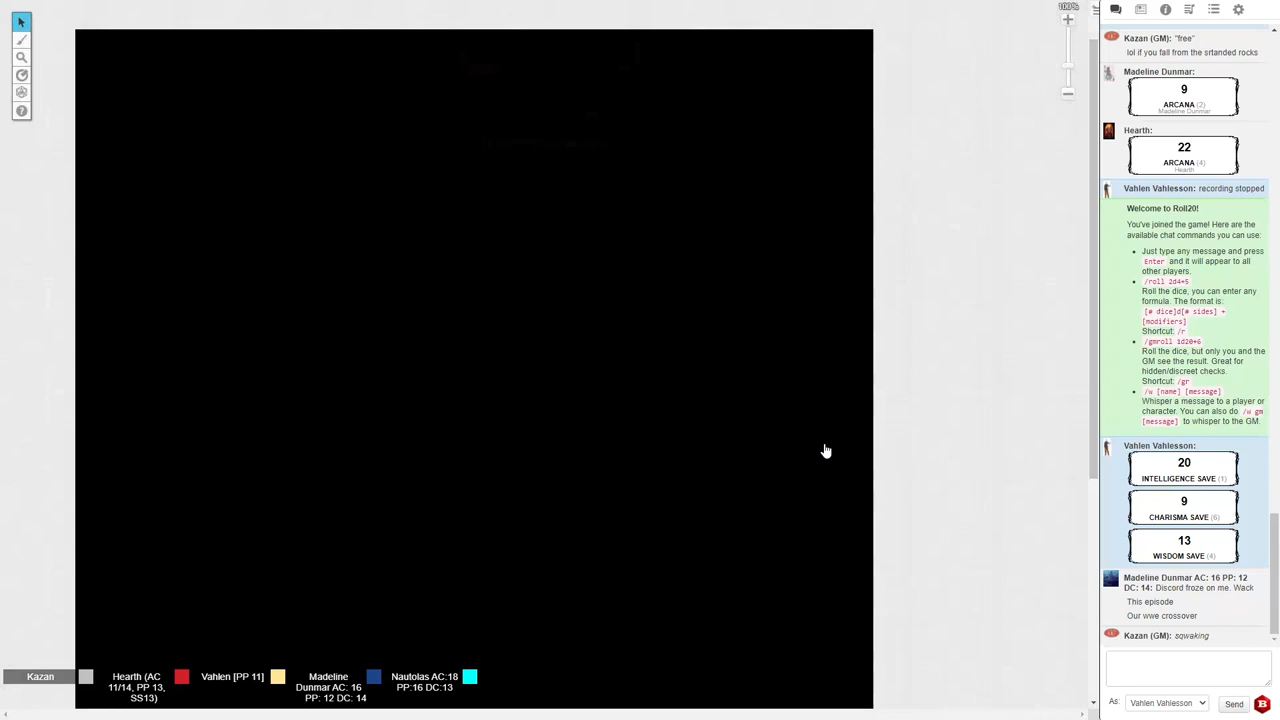 100%
Kazan (GM): "free"
lol if you fall from the srtanded rocks
Madeline Dunmar:
9
ARCANA (2)
Madeline Dunmar
Hearth:
22
ARCANA (4)
Hearth
Vahlen Vahlesson: recording stopped
Welcome to Roll20!
You've joined the game! Here are the
available chat commands you can use:
Just type any message and press
Enter and it will appear to all
other players.
/roll 2d4+5
Roll the dice, you can enter any
formula. The format is:
[# dice]d[# sides] +
[modifiers]
Shortcut: /r
/gmroll 1d20+6
Roll the dice, but only you and the
GM see the result. Great for
hidden/discreet checks.
Shortcut: /gr
/w [name] [message]
Whisper a message to a player or
character. You can also do /w gm
[message] to whisper to the GM.
Vahlen Vahlesson:
20
INTELLIGENCE SAVE (1)
9
CHARISMA SAVE (6)
13
WISDOM SAVE (4)
Madeline Dunmar AC: 16 PP: 12
DC: 14: Discord froze on me. Wack
This episode
Our wwe crossover
Kazan (GM): sqwaking
Kazan
Hearth (AC
11/14, PP 13,
SS13)
Vahlen [PP 11]
Madeline
Dunmar AC: 16
PP: 12 DC: 14
Nautolas AC:18
PP:16 DC:13
As:
Vahlen Vahlesson
Send